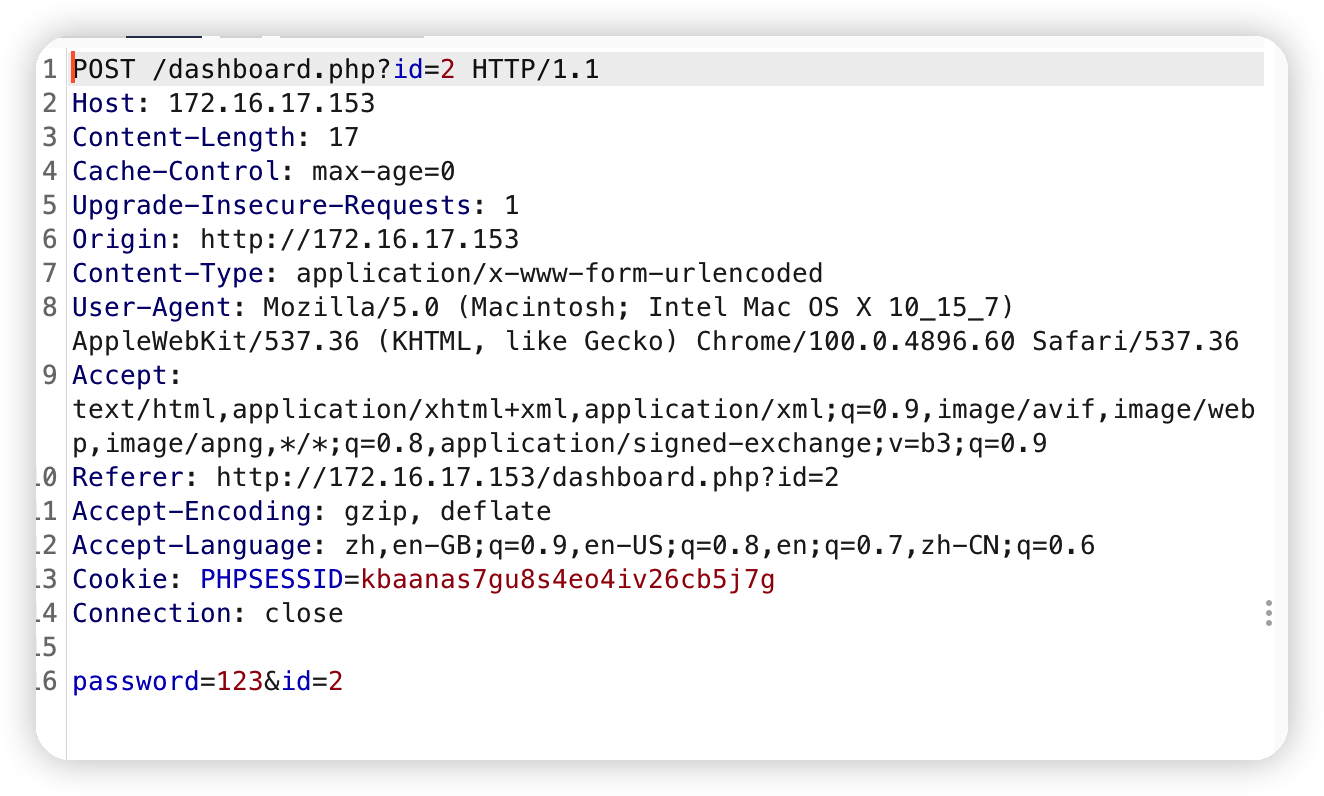 1 POST /dashboard.php?id=2 HTTP/1.1
2 Host: 172.16.17.153
3 Content-Length: 17
4 Cache-Control: max-age=0
5 Upgrade-Insecure-Requests: 1
6 Origin: http://172.16.17.153
7 Content-Type: application/x-www-form-urlencoded
8 User-Agent: Mozilla/5.0 (Macintosh; Intel Mac OS X 10_15_7)
AppleWebKit/537.36 (KHTML, like Gecko) Chrome/100.0.4896.60 Safari/537.36
9 Accept:
text/html,application/xhtml+xml,application/xml;q=0.9,image/avif,image/web
p,image/apng,*/*;q=0.8,application/signed-exchange;v=b3;q=0.9
10 Referer: http://172.16.17.153/dashboard.php?id=2
11 Accept-Encoding: gzip, deflate
12 Accept-Language: zh,en-GB;q=0.9,en-US;q=0.8,en;q=0.7,zh-CN;q=0.6
13 Cookie: PHPSESSID=kbaanas7gu8s4eo4iv26cb5j7g
14 Connection: close
15
16 password=123&id=2